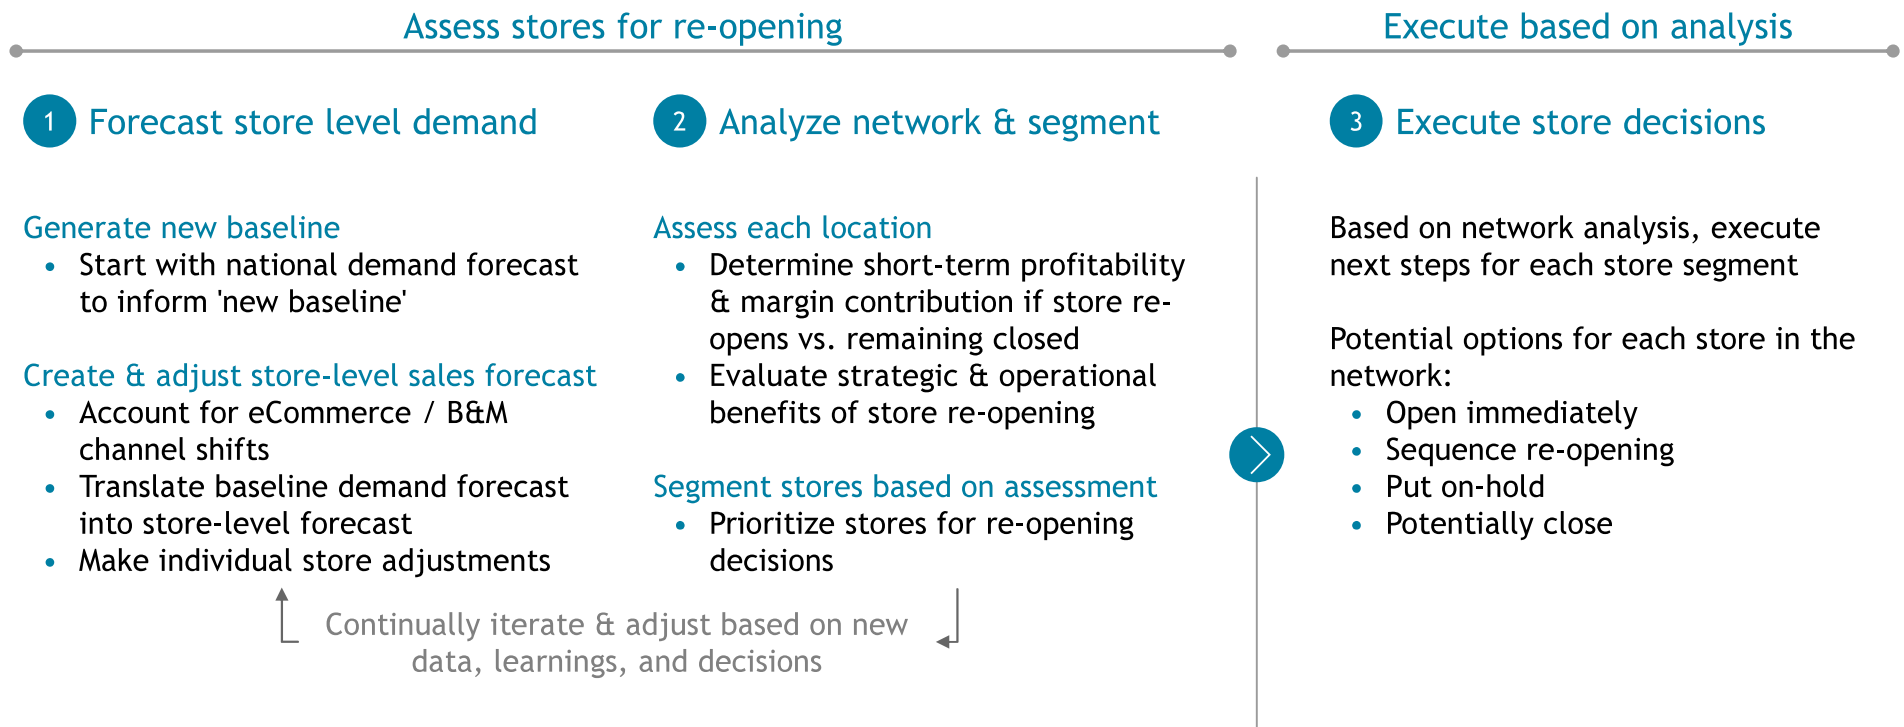 Assess stores for re-opening
Execute based on analysis
1 Forecast store level demand
Generate new baseline
• Start with national demand forecast
to inform 'new baseline'
Create & adjust store-level sales forecast
• Account for eCommerce / B&M
channel shifts
• Translate baseline demand forecast
into store-level forecast
• Make individual store adjustments
2 Analyze network & segment
Assess each location
• Determine short-term profitability
& margin contribution if store re-
opens vs. remaining closed
• Evaluate strategic & operational
benefits of store re-opening
Segment stores based on assessment
• Prioritize stores for re-opening
decisions
Continually iterate & adjust based on new
data, learnings, and decisions
3 Execute store decisions
Based on network analysis, execute
next steps for each store segment
Potential options for each store in the
network:
• Open immediately
• Sequence re-opening
• Put on-hold
• Potentially close